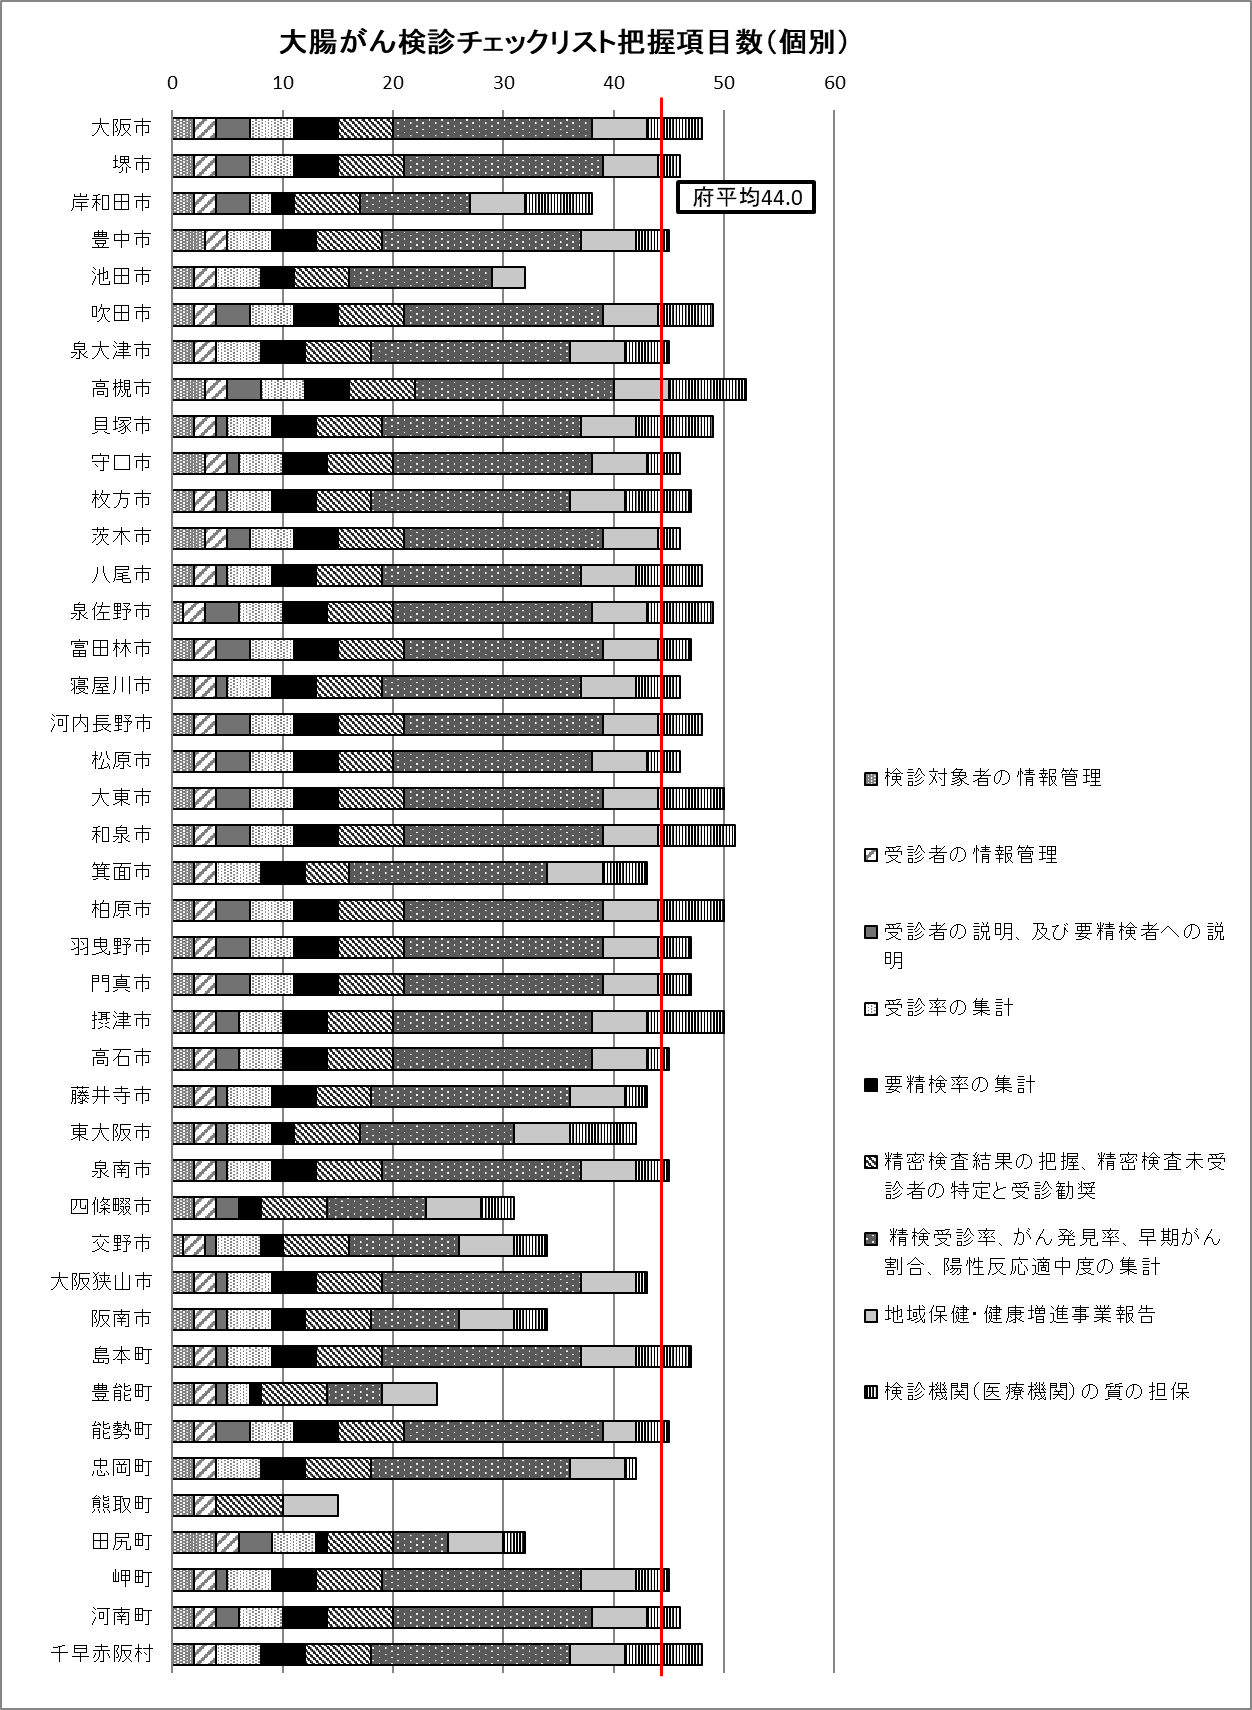 大腸がん検診チェックリスト把握項目数（個別）
0 10 20 30 40 50 60
大阪市
堺市
岸和田市
府平均44.0
豊中市
池田市
吹田市
泉大津市
高槻市
貝塚市
守口市
枚方市
茨木市
八尾市
泉佐野市
富田林市
寝屋川市
河内長野市
松原市
大東市
和泉市
箕面市
柏原市
羽曳野市
門真市
摂津市
高石市
藤井寺市
東大阪市
泉南市
四條畷市
交野市
大阪狭山市
阪南市
島本町
豊能町
能勢町
忠岡町
熊取町
田尻町
岬町
河南町
千早赤阪村
検診対象者の情報管理
受診者の情報管理
受診者の説明、及び要精検者への説
明
受診率の集計
要精検率の集計
精密検査結果の把握、精密検査未受
診者の特定と受診勧奨
精検受診率、がん発見率、早期がん
割合、陽性反応適中度の集計
地域保健・健康増進事業報告
検診機関（医療機関）の質の担保